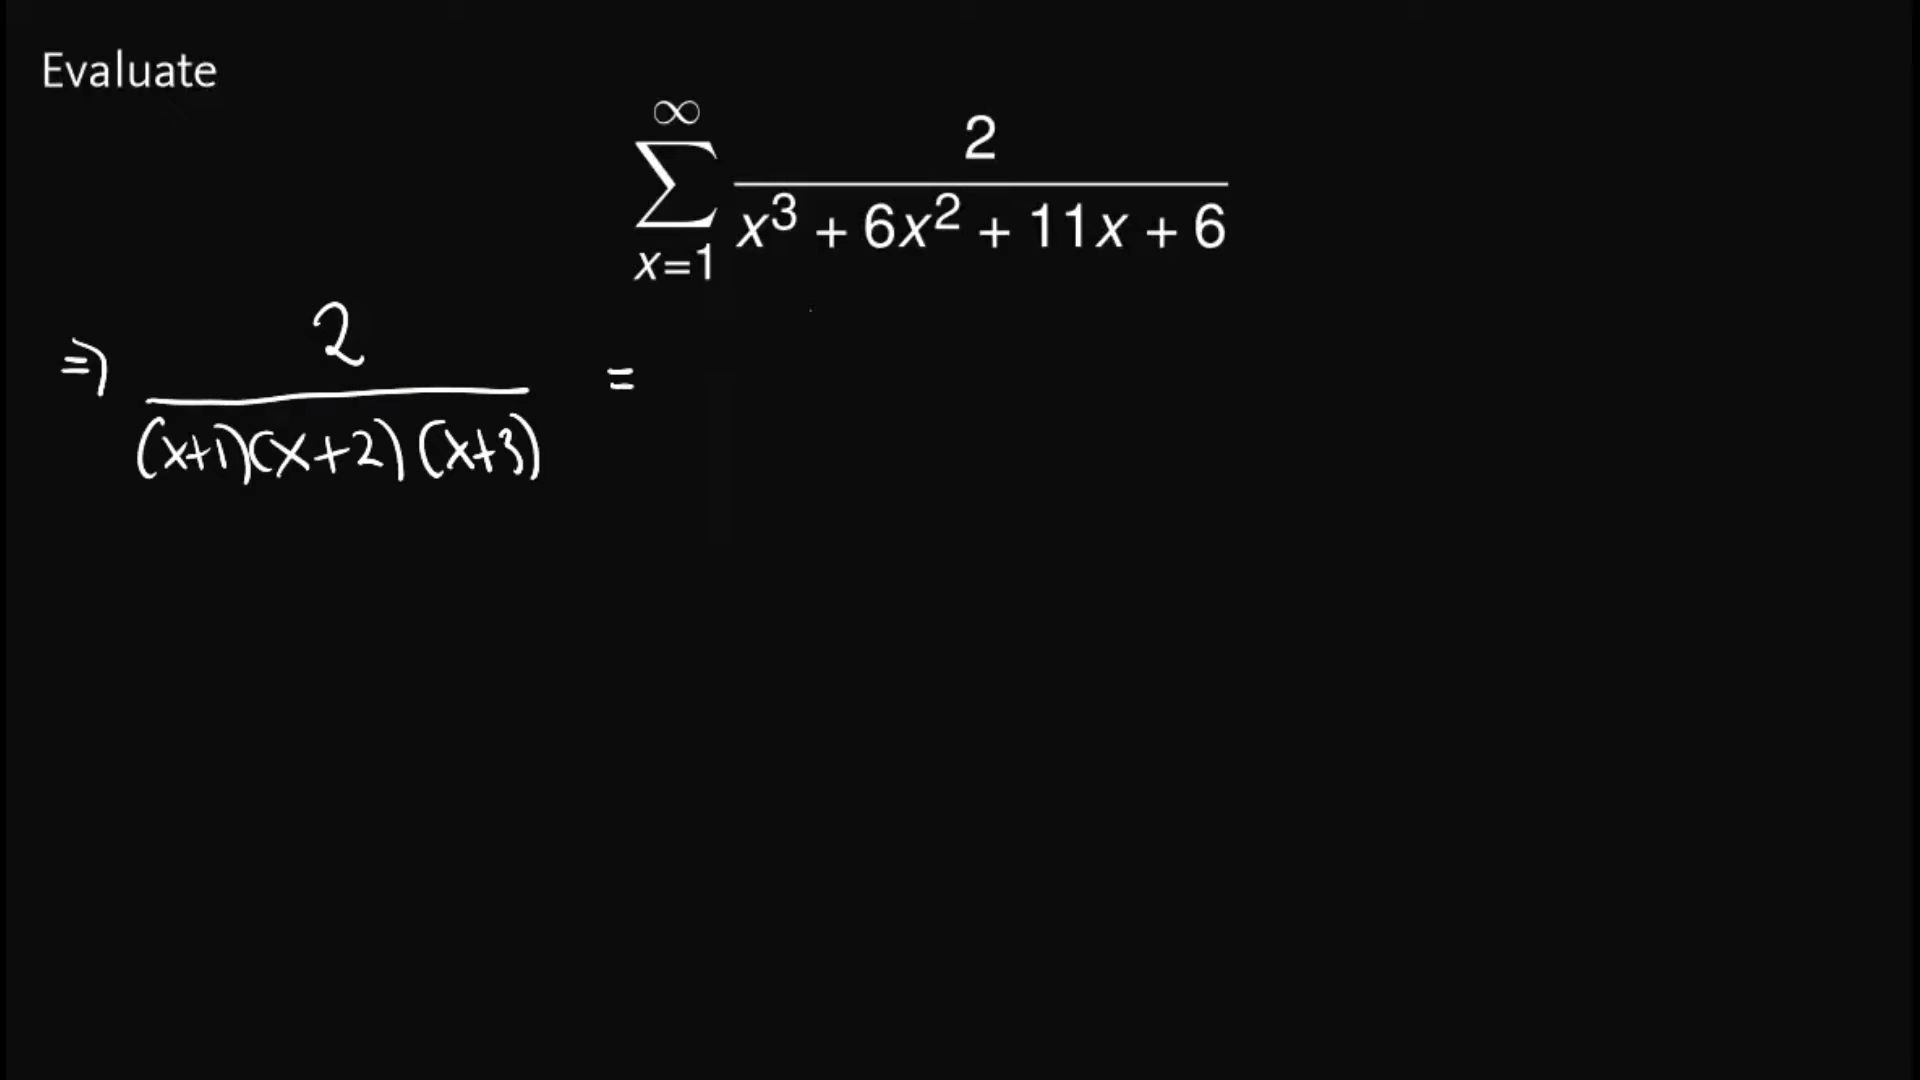 Evaluate
∞
∑ 2 / (x³ + 6x² + 11x + 6)
x=1
⇒ 2 / (x+1)(x+2)(x+3) =